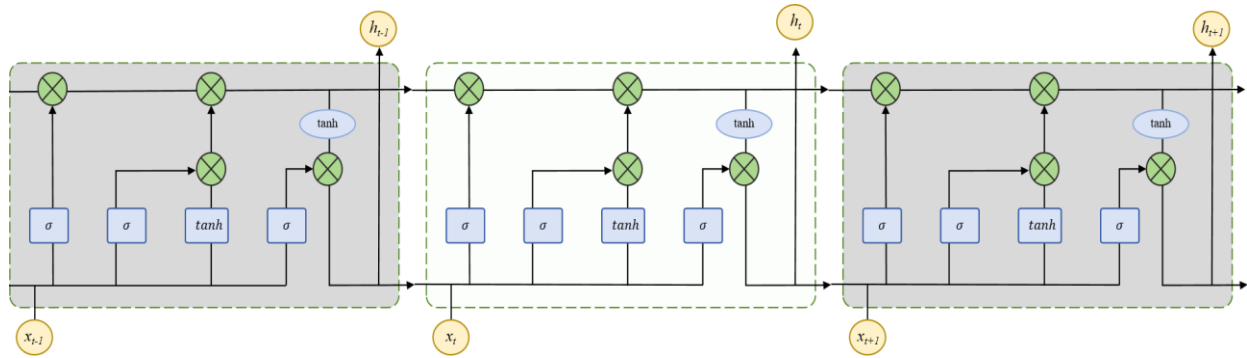 h_{t-1} h_t h_{t+1}
tanh tanh tanh
σ σ tanh σ σ σ tanh σ σ σ tanh σ
x_{t-1} x_t x_{t+1}